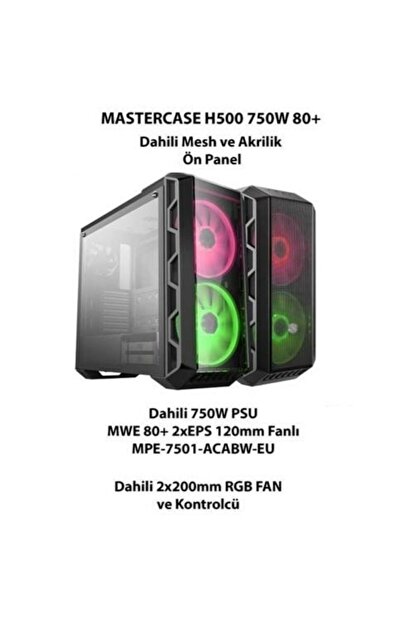 MASTERCASE H500 750W 80+
Dahili Mesh ve Akrilik
Ön Panel
Dahili 750W PSU
MWE 80+ 2xEPS 120mm Fanlı
MPE-7501-ACABW-EU
Dahili 2x200mm RGB FAN
ve Kontrolcü